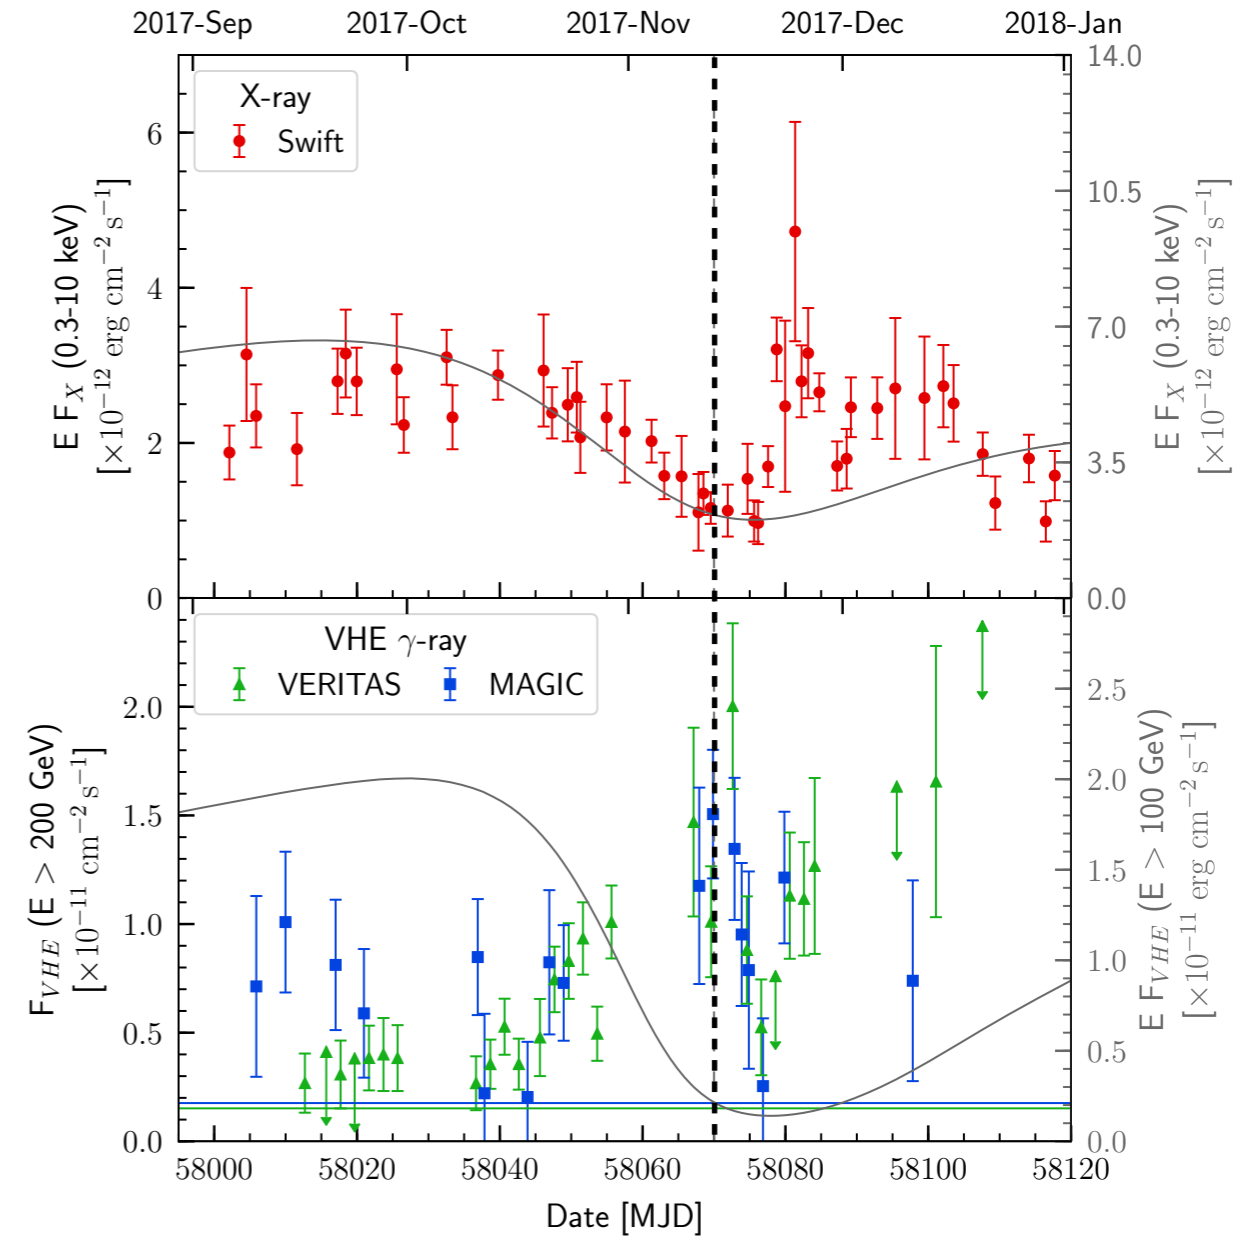 2017-Sep 2017-Oct 2017-Nov 2017-Dec 2018-Jan
X-ray
Swift
E F_X (0.3-10 keV)
[×10⁻¹² erg cm⁻² s⁻¹]
6
4
2
0
14.0
10.5
7.0
3.5
0.0
E F_X (0.3-10 keV)
[×10⁻¹² erg cm⁻² s⁻¹]
VHE γ-ray
VERITAS MAGIC
F_VHE (E > 200 GeV)
[×10⁻¹¹ cm⁻² s⁻¹]
2.0
1.5
1.0
0.5
0.0
2.5
2.0
1.5
1.0
0.5
0.0
E F_VHE (E > 100 GeV)
[×10⁻¹¹ erg cm⁻² s⁻¹]
58000 58020 58040 58060 58080 58100 58120
Date [MJD]